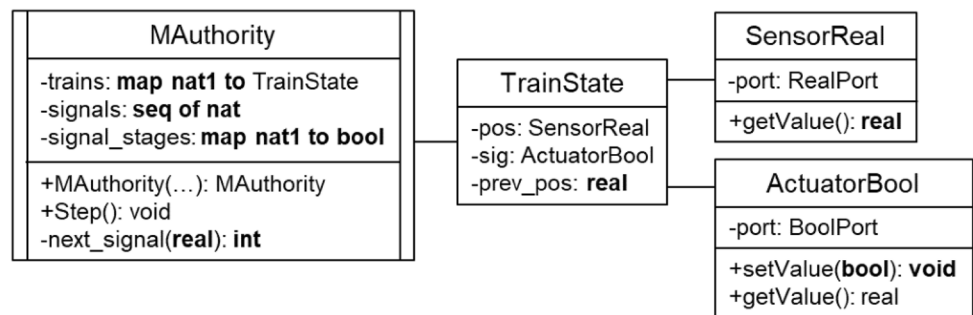 MAuthority
-trains: map nat1 to TrainState
-signals: seq of nat
-signal_stages: map nat1 to bool
+MAuthority(…): MAuthority
+Step(): void
-next_signal(real): int
TrainState
-pos: SensorReal
-sig: ActuatorBool
-prev_pos: real
SensorReal
-port: RealPort
+getValue(): real
ActuatorBool
-port: BoolPort
+setValue(bool): void
+getValue(): real